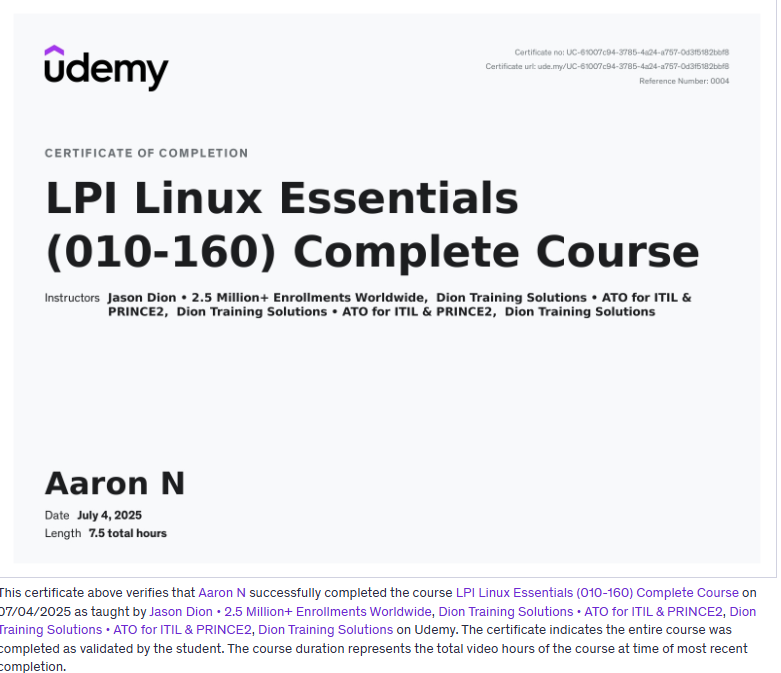 udemy
Certificate no: UC-61007c94-3785-4a24-a757-0d3f5182bbf8
Certificate url: ude.my/UC-61007c94-3785-4a24-a757-0d3f5182bbf8
Reference Number: 0004
CERTIFICATE OF COMPLETION
LPI Linux Essentials
(010-160) Complete Course
Instructors Jason Dion • 2.5 Million+ Enrollments Worldwide, Dion Training Solutions • ATO for ITIL &
PRINCE2, Dion Training Solutions • ATO for ITIL & PRINCE2, Dion Training Solutions
Aaron N
Date July 4, 2025
Length 7.5 total hours
This certificate above verifies that Aaron N successfully completed the course LPI Linux Essentials (010-160) Complete Course on
07/04/2025 as taught by Jason Dion • 2.5 Million+ Enrollments Worldwide, Dion Training Solutions • ATO for ITIL & PRINCE2, Dion
Training Solutions • ATO for ITIL & PRINCE2, Dion Training Solutions on Udemy. The certificate indicates the entire course was
completed as validated by the student. The course duration represents the total video hours of the course at time of most recent
completion.